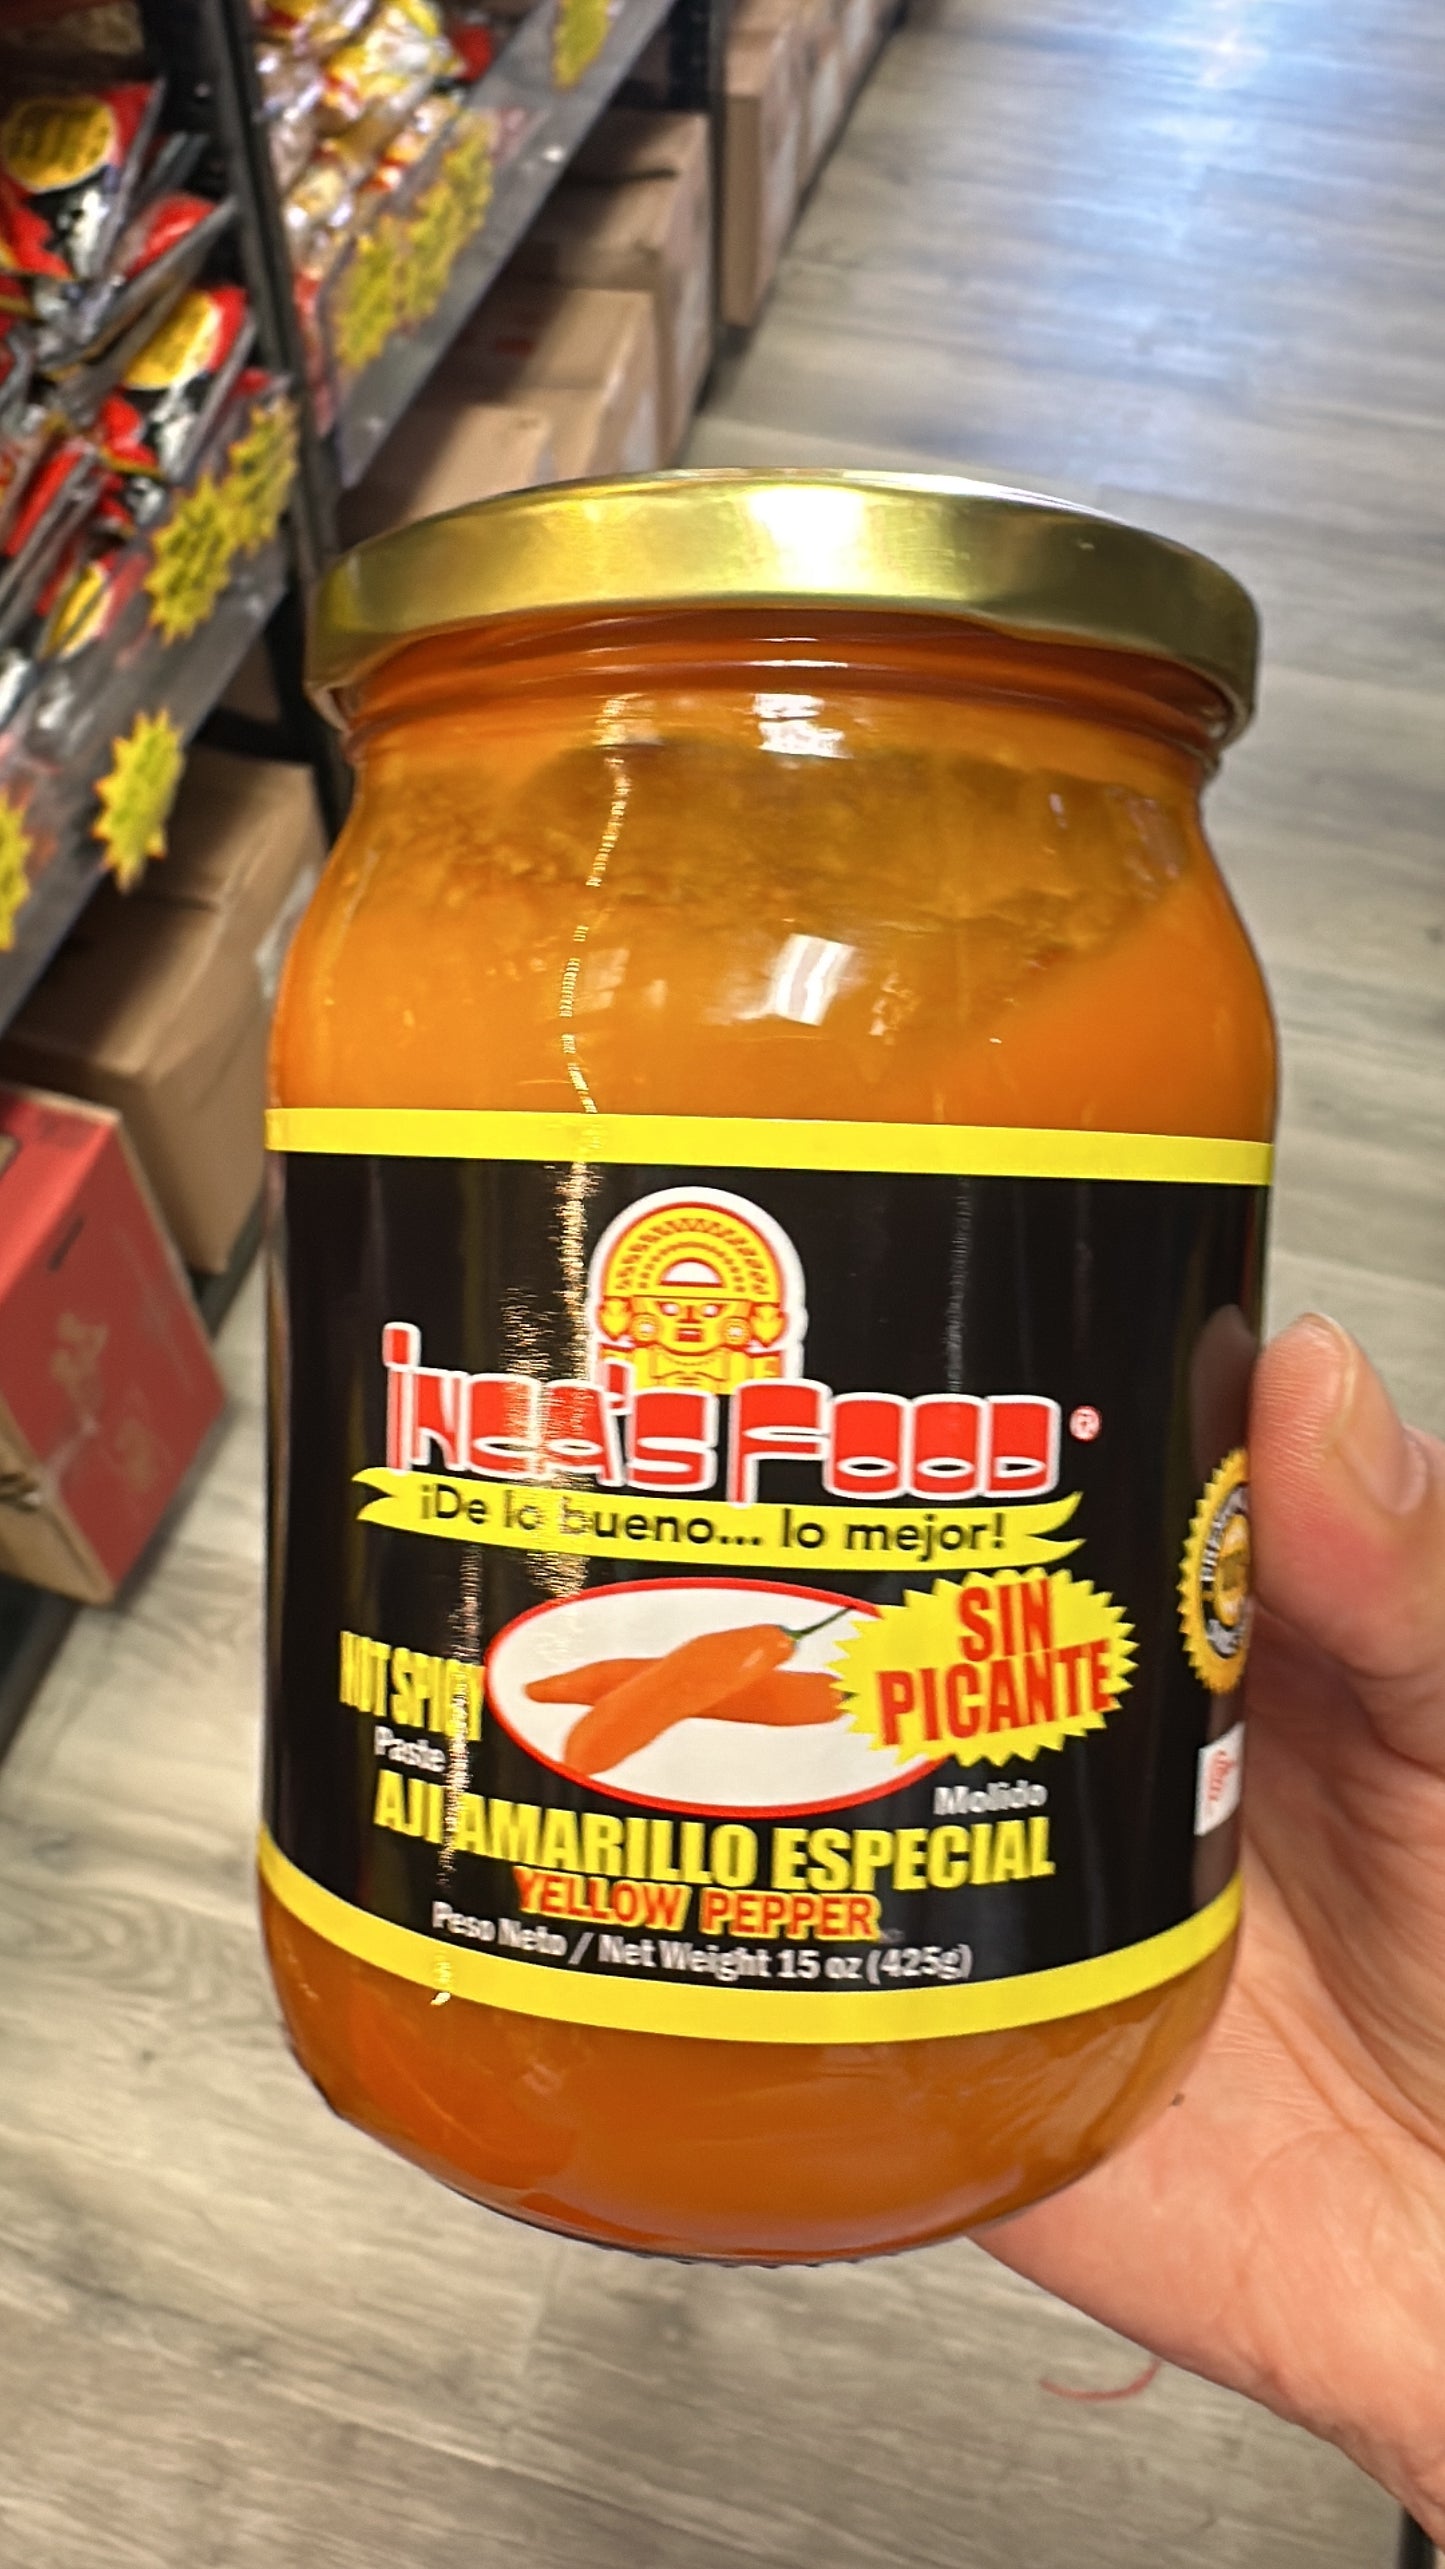 INCA'S FOOD ®
¡De lo bueno... lo mejor!
SIN
PICANTE
NOT SPICY
Paste
Molido
AJI AMARILLO ESPECIAL
YELLOW PEPPER
Peso Neto / Net Weight 15 oz (425g)